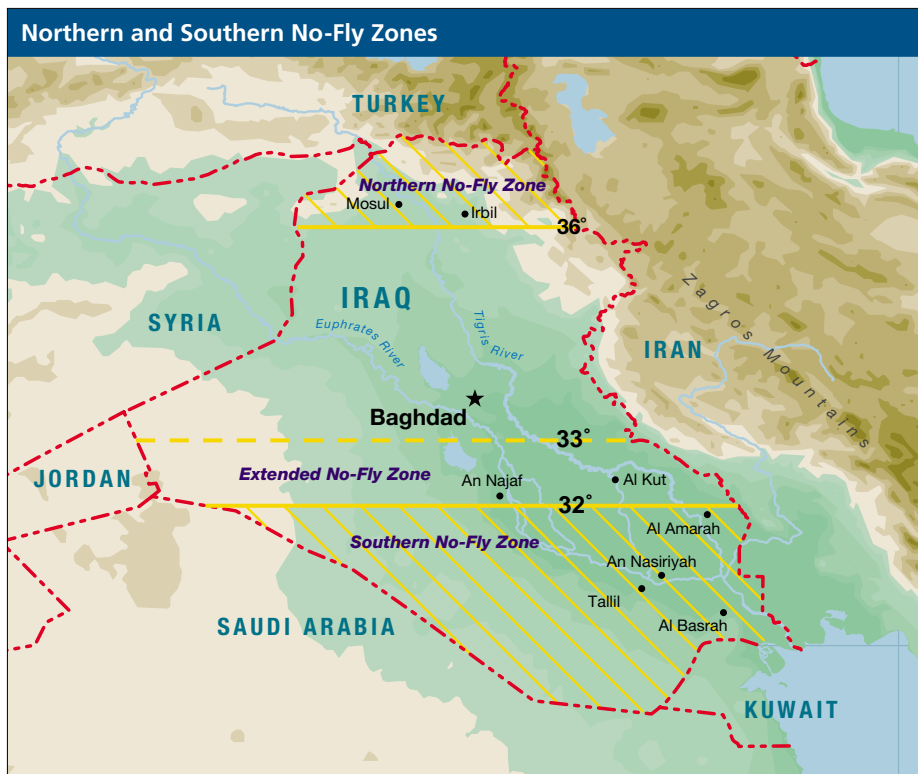 Northern and Southern No-Fly Zones
TURKEY
Northern No-Fly Zone
Mosul
Irbil
36°
IRAQ
SYRIA
Euphrates River
Tigris River
IRAN
Zagros Mountains
Baghdad
33°
JORDAN
Extended No-Fly Zone
An Najaf
Al Kut
32°
Al Amarah
Southern No-Fly Zone
An Nasiriyah
Tallil
Al Basrah
SAUDI ARABIA
KUWAIT